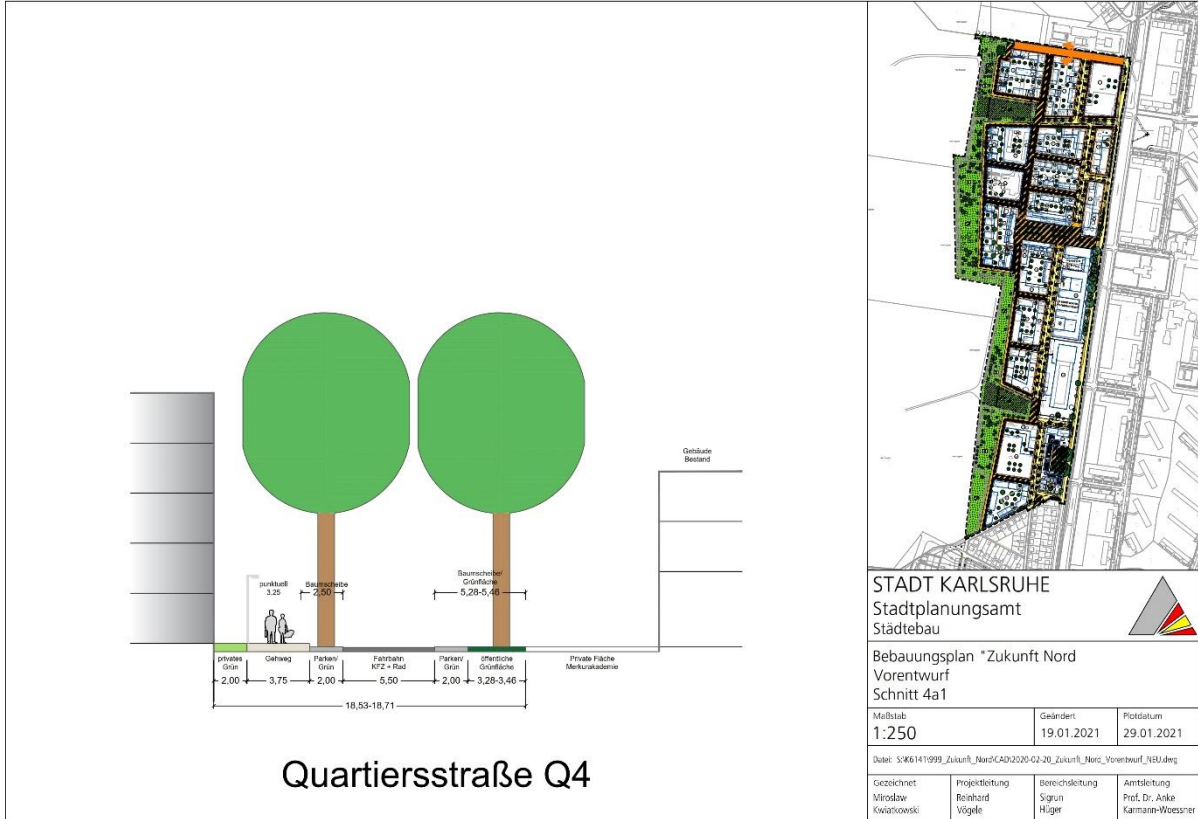 Gebäude
Bestand
punktuell
3.25
Baumscheibe
2,50
Baumscheibe/
Grünfläche
5,28-5,46
privates
Grün
2,00
Gehweg
3,75
Parken/
Grün
2,00
Fahrbahn
KFZ + Rad
5,50
Parken/
Grün
2,00
öffentliche
Grünfläche
3,28-3,46
Private Fläche
Merkurakademie
18,53-18,71
Quartiersstraße Q4
STADT KARLSRUHE
Stadtplanungsamt
Städtebau
Bebauungsplan "Zukunft Nord
Vorentwurf
Schnitt 4a1
Maßstab
1:250
Geändert
19.01.2021
Plotdatum
29.01.2021
Datei: S:\K6141\999_Zukunft_Nord\CAD\2020-02-20_Zukunft_Nord_Vorentwurf_NEU.dwg
Gezeichnet
Miroslaw
Kwiatkowski
Projektleitung
Reinhard
Vögele
Bereichsleitung
Sigrun
Hüger
Amtsleitung
Prof. Dr. Anke
Karmann-Woessner